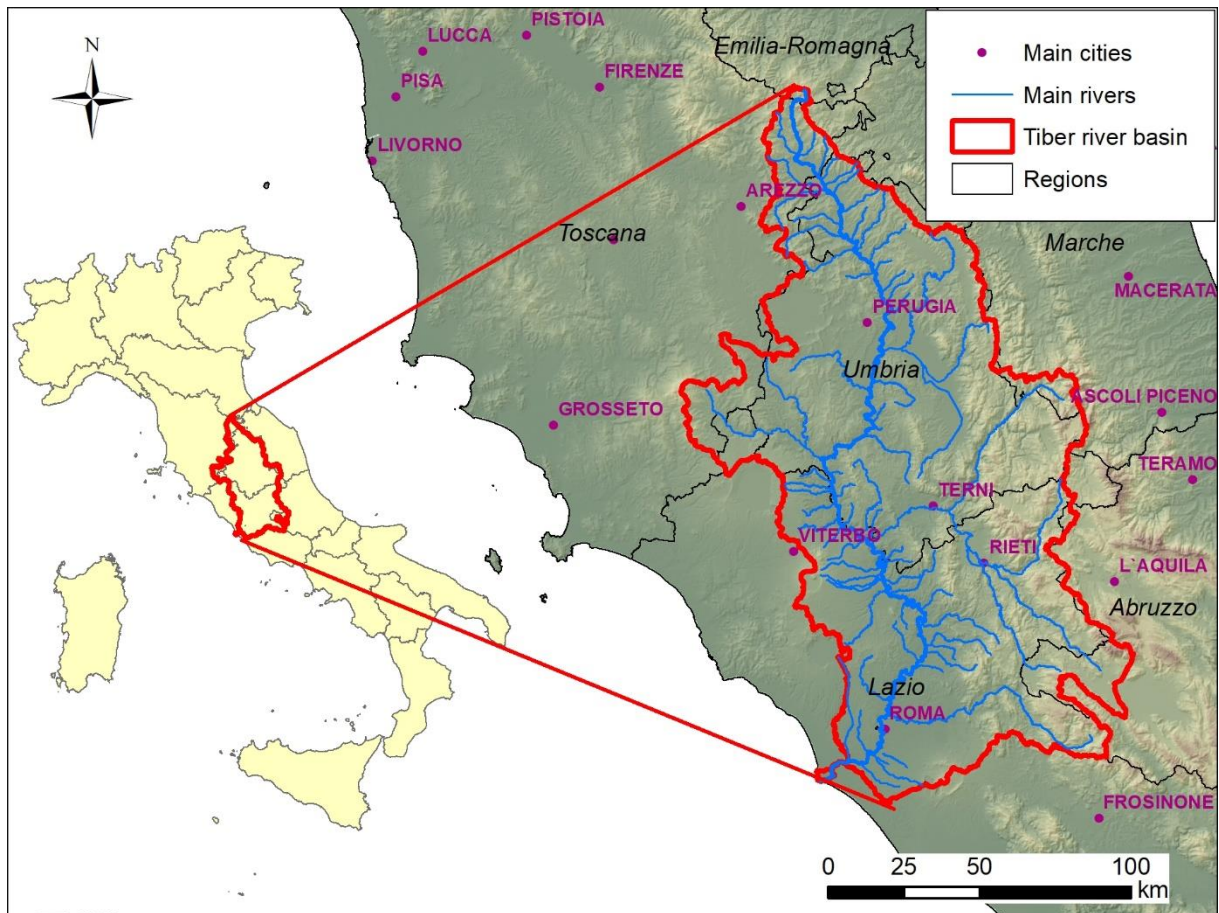 N
PISTOIA
LUCCA
PISA
FIRENZE
LIVORNO
Emilia-Romagna
Main cities
Main rivers
Tiber river basin
Regions
AREZZO
Toscana
Marche
MACERATA
PERUGIA
Umbria
GROSSETO
ASCOLI PICENO
TERAMO
TERNI
VITERBO
RIETI
L`AQUILA
Abruzzo
Lazio
ROMA
FROSINONE
0 25 50 100
km